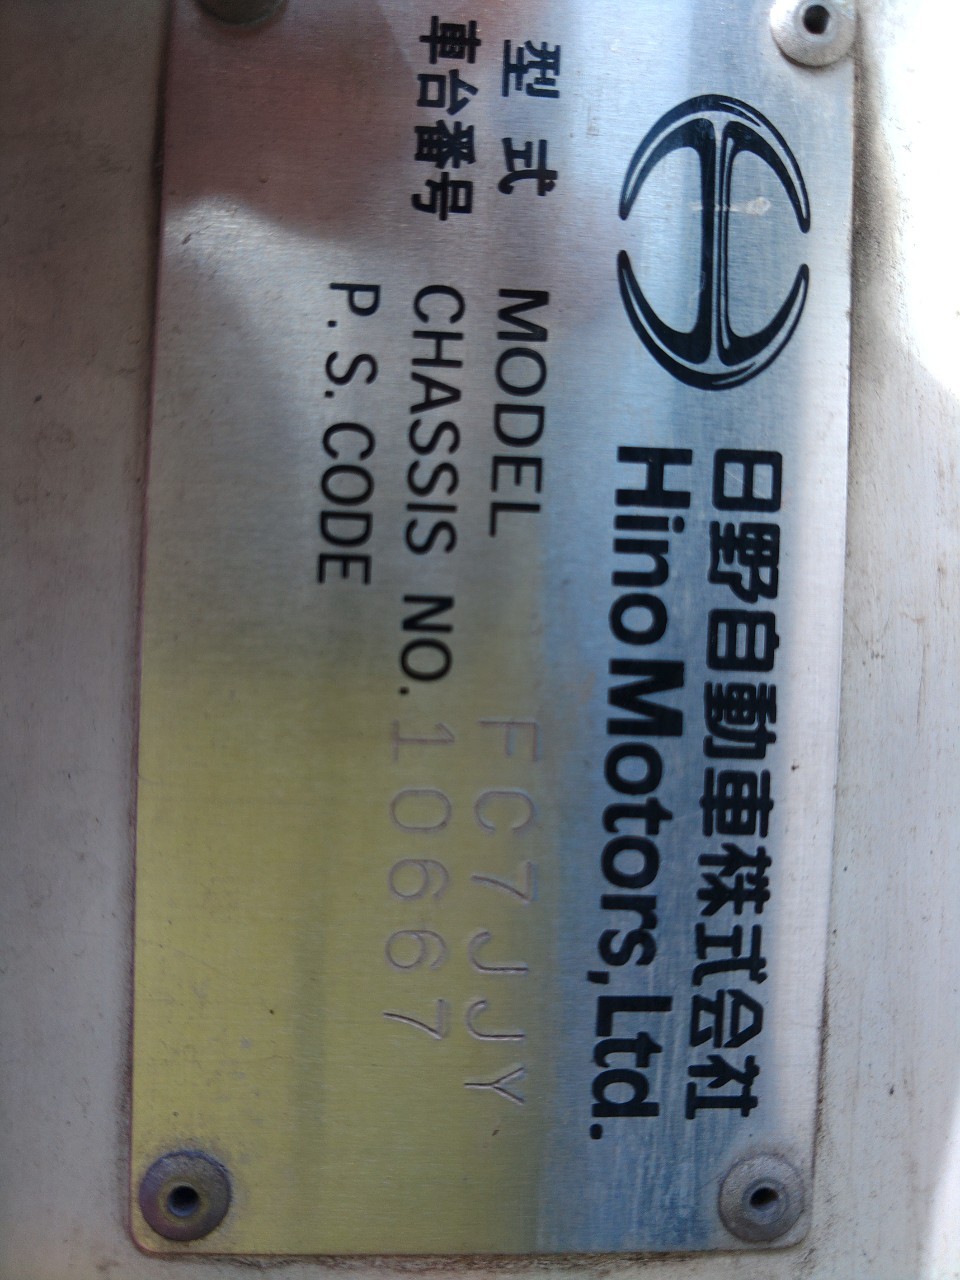 日野自動車株式会社
Hino Motors, Ltd.
型式 MODEL FC7JJY
車台番号 CHASSIS NO. 10667
P. S. CODE